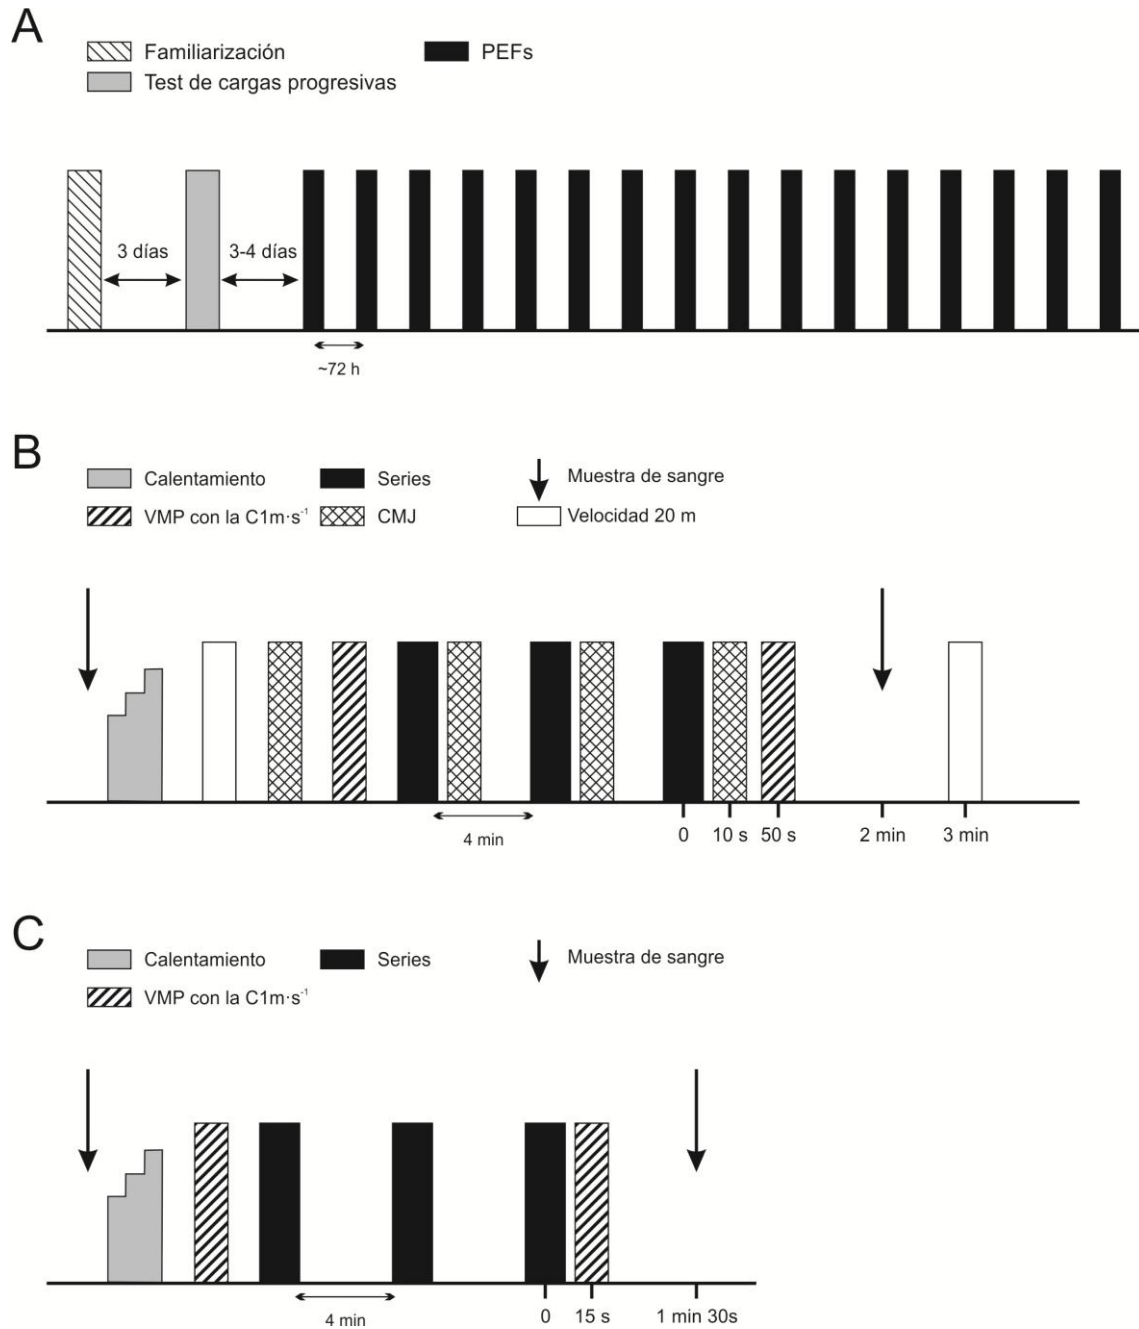 A
Familiarización
PEFs
Test de cargas progresivas
3 días
3-4 días
~72 h
B
Calentamiento
Series
Muestra de sangre
VMP con la C1m·s⁻¹
CMJ
Velocidad 20 m
4 min
0
10 s
50 s
2 min
3 min
C
Calentamiento
Series
Muestra de sangre
VMP con la C1m·s⁻¹
4 min
0
15 s
1 min 30s